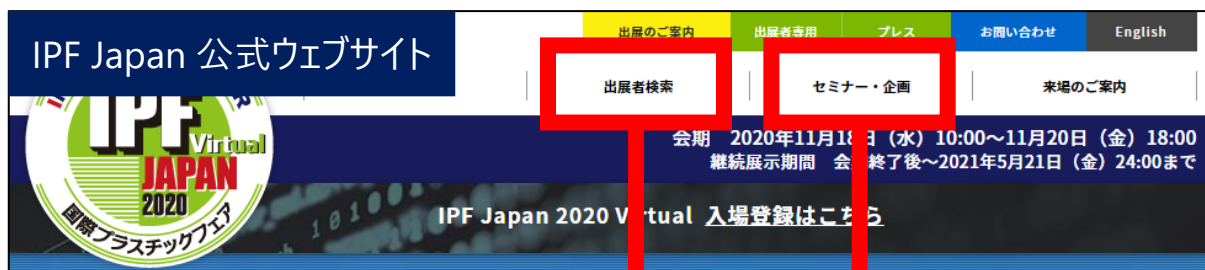 IPF Japan 公式ウェブサイト
出展のご案内
出展者専用
プレス
お問い合わせ
English
出展者検索
セミナー・企画
来場のご案内
IPF
Virtual
JAPAN
2020
国際プラスチックフェア
会期 2020年11月18日（水）10:00～11月20日（金）18:00
継続展示期間 会 終了後～2021年5月21日（金）24:00まで
IPF Japan 2020 V tual 入場登録はこちら